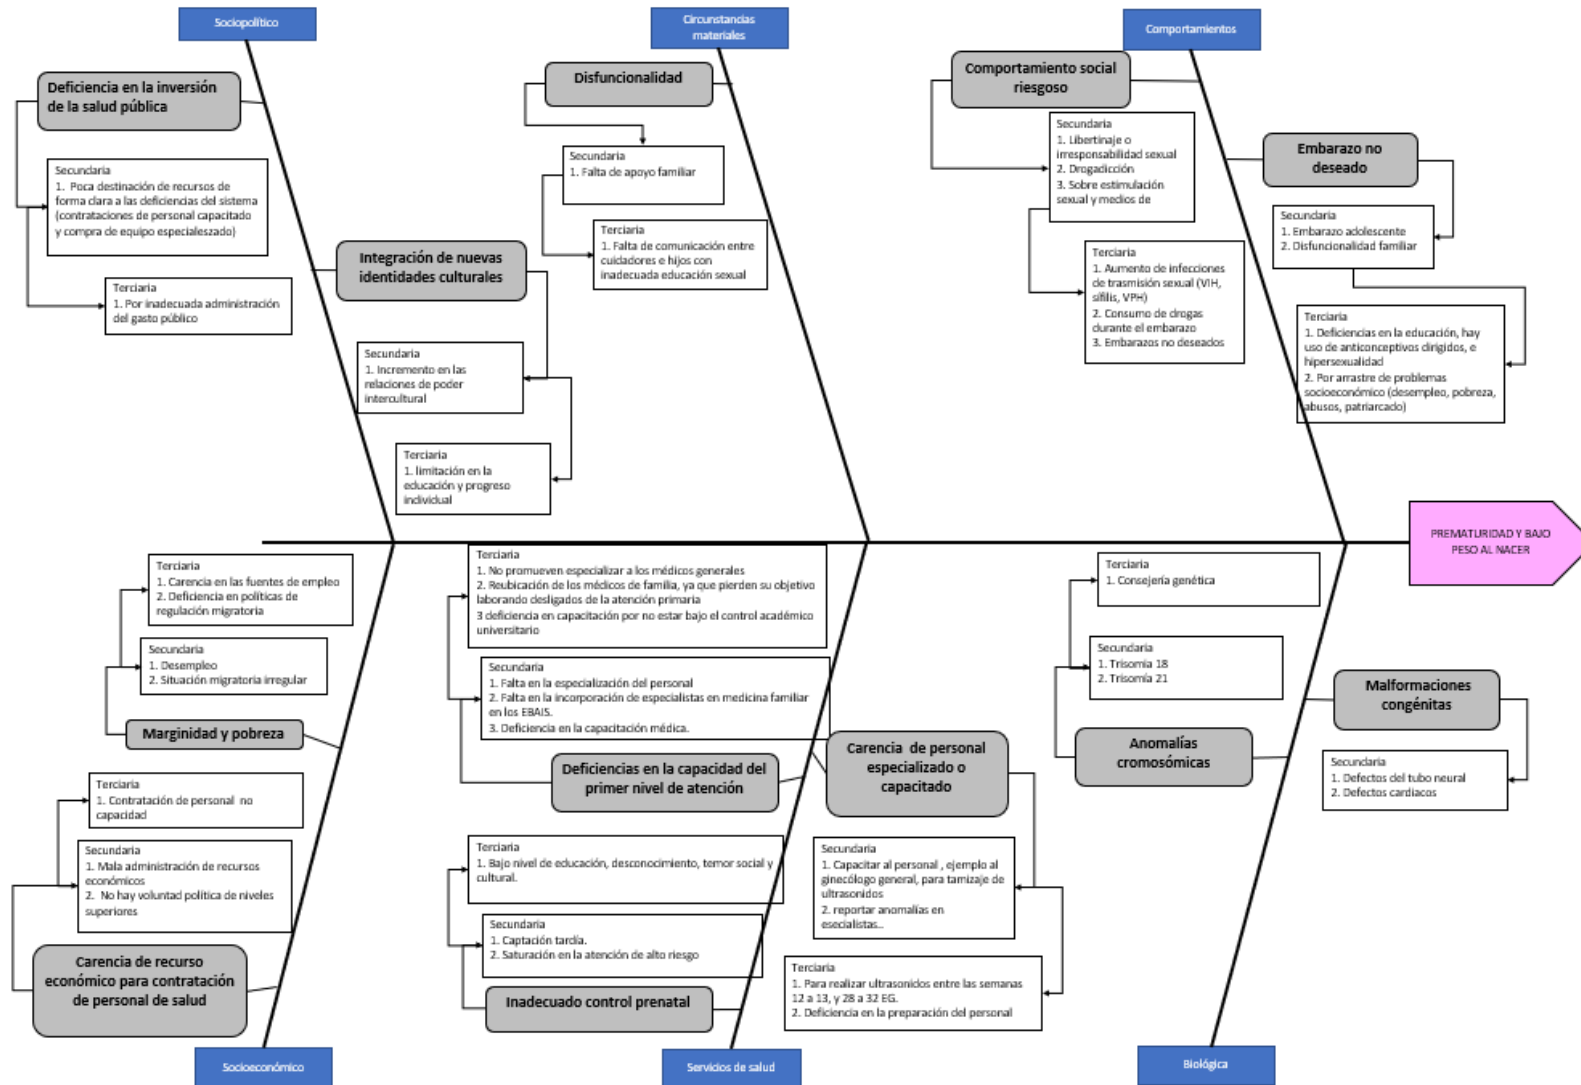 Sociopolítico
Circunstancias
materiales
Comportamientos
Deficiencia en la inversión
de la salud pública
Secundaria
1. Poca destinación de recursos de
forma clara a las deficiencias del sistema
(contrataciones de personal capacitado
y compra de equipo especialeszado)
Terciaria
1. Por inadecuada administración
del gasto público
Integración de nuevas
identidades culturales
Secundaria
1. Incremento en las
relaciones de poder
intercultural
Terciaria
1. limitación en la
educación y progreso
individual
Disfuncionalidad
Secundaria
1. Falta de apoyo familiar
Terciaria
1. Falta de comunicación entre
cuidadores e hijos con
inadecuada educación sexual
Comportamiento social
riesgoso
Secundaria
1. Libertinaje o
irresponsabilidad sexual
2. Drogadicción
3. Sobre estimulación
sexual y medios de
Terciaria
1. Aumento de infecciones
de trasmisión sexual (VIH,
sífilis, VPH)
2. Consumo de drogas
durante el embarazo
3. Embarazos no deseados
Embarazo no
deseado
Secundaria
1. Embarazo adolescente
2. Disfuncionalidad familiar
Terciaria
1. Deficiencias en la educación, hay
uso de anticonceptivos dirigidos, e
hipersexualidad
2. Por arrastre de problemas
socioeconómico (desempleo, pobreza,
abusos, patriarcado)
PREMATURIDAD Y BAJO
PESO AL NACER
Terciaria
1. Carencia en las fuentes de empleo
2. Deficiencia en políticas de
regulación migratoria
Secundaria
1. Desempleo
2. Situación migratoria irregular
Marginidad y pobreza
Terciaria
1. Contratación de personal no
capacidad
Secundaria
1. Mala administración de recursos
económicos
2. No hay voluntad política de niveles
superiores
Carencia de recurso
económico para contratación
de personal de salud
Socioeconómico
Terciaria
1. No promueven especializar a los médicos generales
2. Reubicación de los médicos de familia, ya que pierden su objetivo
laborando desligados de la atención primaria
3 deficiencia en capacitación por no estar bajo el control académico
universitario
Secundaria
1. Falta en la especialización del personal
2. Falta en la incorporación de especialistas en medicina familiar
en los EBAIS.
3. Deficiencia en la capacitación médica.
Deficiencias en la capacidad del
primer nivel de atención
Terciaria
1. Bajo nivel de educación, desconocimiento, temor social y
cultural.
Secundaria
1. Captación tardía.
2. Saturación en la atención de alto riesgo
Inadecuado control prenatal
Carencia de personal
especializado o
capacitado
Secundaria
1. Capacitar al personal , ejemplo al
ginecólogo general, para tamizaje de
ultrasonidos
2. reportar anomalías en
esecialistas..
Terciaria
1. Para realizar ultrasonidos entre las semanas
12 a 13, y 28 a 32 EG.
2. Deficiencia en la preparación del personal
Servicios de salud
Terciaria
1. Consejería genética
Secundaria
1. Trisomia 18
2. Trisomía 21
Anomalías
cromosómicas
Malformaciones
congénitas
Secundaria
1. Defectos del tubo neural
2. Defectos cardiacos
Biológica